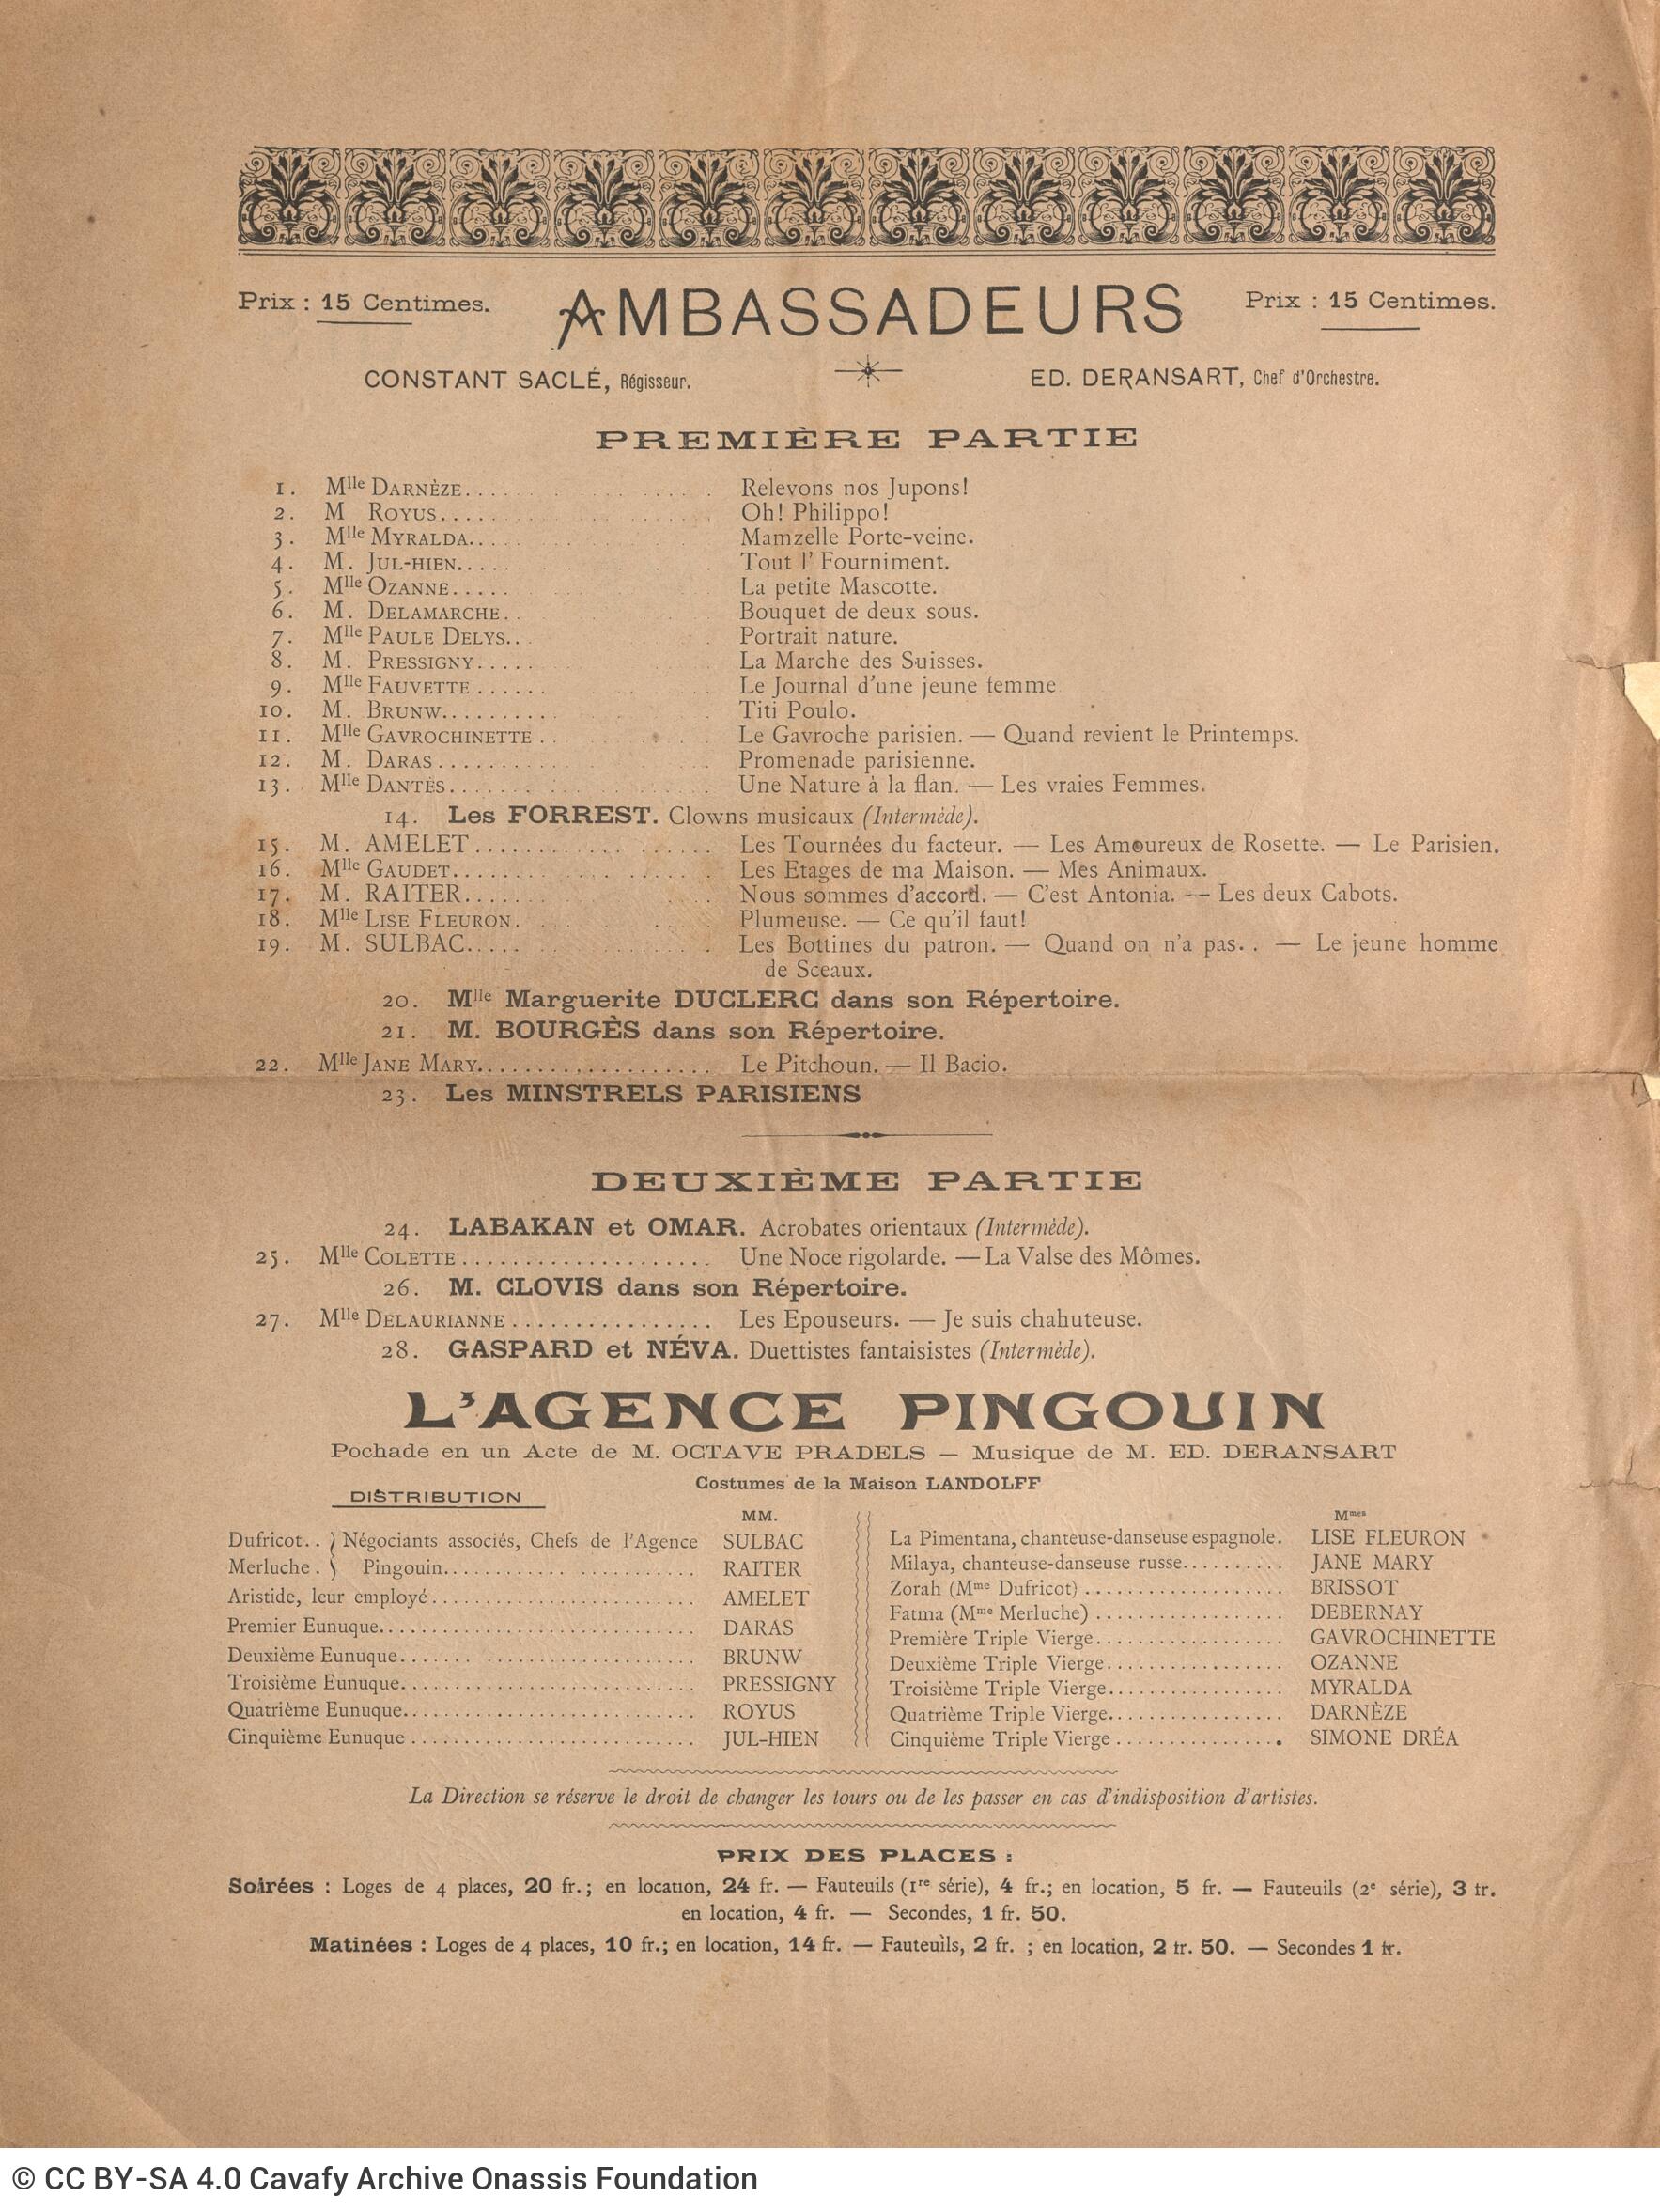 Prix : 15 Centimes.
AMBASSADEURS
Prix : 15 Centimes.
CONSTANT SACLÉ, Régisseur.
ED. DERANSART, Chef d'Orchestre.
PREMIÈRE PARTIE
1. Mlle DARNÈZE.................... Relevons nos Jupons!
2. M ROYUS.................... Oh! Philippo!
3. Mlle MYRALDA.................... Mamzelle Porte-veine.
4. M. JUL-HIEN.................... Tout l' Fourniment.
5. Mlle OZANNE.................... La petite Mascotte.
6. M. DELAMARCHE.................... Bouquet de deux sous.
7. Mlle PAULE DELYS.................... Portrait nature.
8. M. PRESSIGNY.................... La Marche des Suisses.
9. Mlle FAUVETTE.................... Le Journal d'une jeune femme
10. M. BRUNW.................... Titi Poulo.
11. Mlle GAVROCHINETTE.................... Le Gavroche parisien. — Quand revient le Printemps.
12. M. DARAS.................... Promenade parisienne.
13. Mlle DANTÈS.................... Une Nature à la flan. — Les vraies Femmes.
14. Les FORREST. Clowns musicaux (Intermède).
15. M. AMELET.................... Les Tournées du facteur. — Les Amoureux de Rosette. — Le Parisien.
16. Mlle GAUDET.................... Les Etages de ma Maison. — Mes Animaux.
17. M. RAITER.................... Nous sommes d'accord. — C'est Antonia. — Les deux Cabots.
18. Mlle LISE FLEURON.................... Plumeuse. — Ce qu'il faut!
19. M. SULBAC.................... Les Bottines du patron. — Quand on n'a pas. . — Le jeune homme
de Sceaux.
20. Mlle Marguerite DUCLERC dans son Répertoire.
21. M. BOURGÈS dans son Répertoire.
22. Mlle JANE MARY.................... Le Pitchoun. — Il Bacio.
23. Les MINSTRELS PARISIENS
DEUXIÈME PARTIE
24. LABAKAN et OMAR. Acrobates orientaux (Intermède).
25. Mlle COLETTE.................... Une Noce rigolarde. — La Valse des Mômes.
26. M. CLOVIS dans son Répertoire.
27. Mlle DELAURIANNE................ Les Epouseurs. — Je suis chahuteuse.
28. GASPARD et NÉVA. Duettistes fantaisistes (Intermède).
L'AGENCE PINGOUIN
Pochade en un Acte de M. OCTAVE PRADELS — Musique de M. ED. DERANSART
Costumes de la Maison LANDOLFF
DISTRIBUTION
MM.
Dufricot. . } Négociants associés, Chefs de l'Agence SULBAC
Merluche . } Pingouin........................ RAITER
Aristide, leur employé........................ AMELET
Premier Eunuque........................ DARAS
Deuxième Eunuque........................ BRUNW
Troisième Eunuque........................ PRESSIGNY
Quatrième Eunuque........................ ROYUS
Cinquième Eunuque........................ JUL-HIEN
Mmes
La Pimentana, chanteuse-danseuse espagnole. LISE FLEURON
Milaya, chanteuse-danseuse russe.......... JANE MARY
Zorah (Mme Dufricot)................... BRISSOT
Fatma (Mme Merluche).................. DEBERNAY
Première Triple Vierge.................. GAVROCHINETTE
Deuxième Triple Vierge................. OZANNE
Troisième Triple Vierge................. MYRALDA
Quatrième Triple Vierge................. DARNÈZE
Cinquième Triple Vierge................ SIMONE DRÉA
La Direction se réserve le droit de changer les tours ou de les passer en cas d'indisposition d'artistes.
PRIX DES PLACES :
Soirées : Loges de 4 places, 20 fr.; en location, 24 fr. — Fauteuils (1re série), 4 fr.; en location, 5 fr. — Fauteuils (2e série), 3 fr.
en location, 4 fr. — Secondes, 1 fr. 50.
Matinées : Loges de 4 places, 10 fr.; en location, 14 fr. — Fauteuils, 2 fr. ; en location, 2 fr. 50. — Secondes 1 fr.
© CC BY-SA 4.0 Cavafy Archive Onassis Foundation